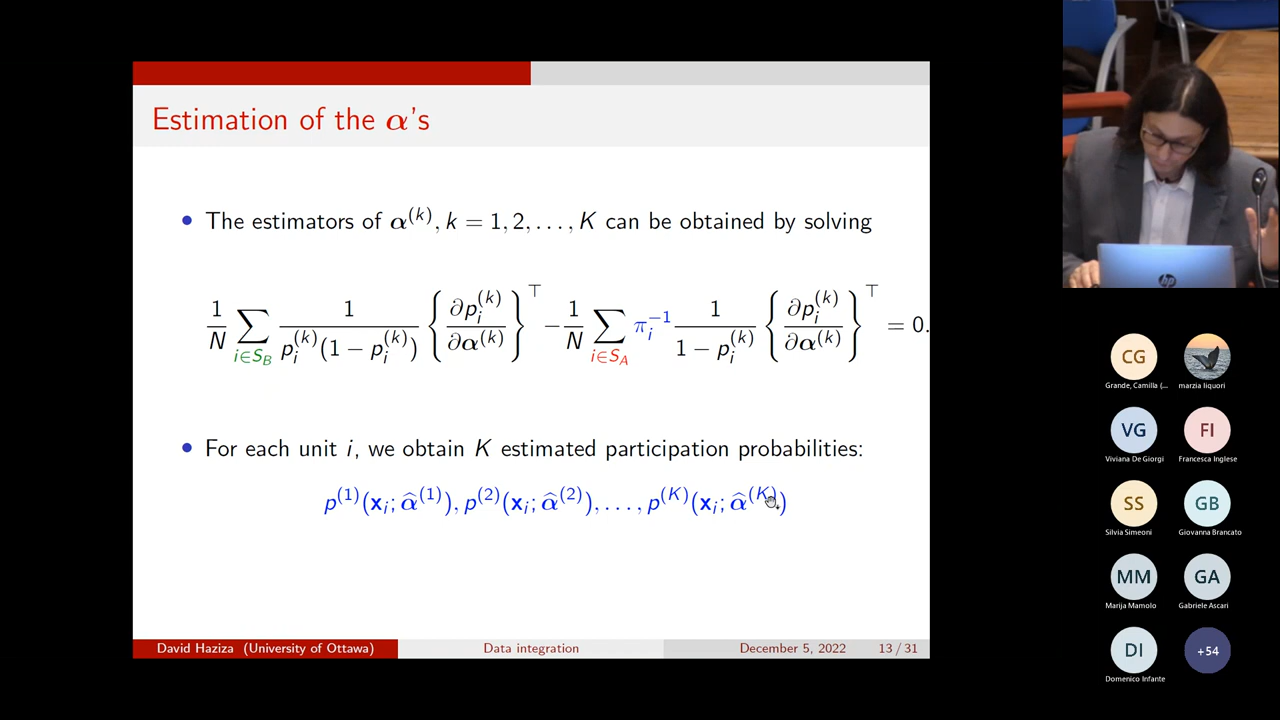 Estimation of the α's
• The estimators of α^(k), k = 1, 2, …, K can be obtained by solving
1/N ∑_{i∈S_B} 1/(p_i^(k)(1 − p_i^(k))) {∂p_i^(k)/∂α^(k)}^⊤ − 1/N ∑_{i∈S_A} π_i^{−1} 1/(1 − p_i^(k)) {∂p_i^(k)/∂α^(k)}^⊤ = 0.
• For each unit i, we obtain K estimated participation probabilities:
p^(1)(x_i; α̂^(1)), p^(2)(x_i; α̂^(2)), …, p^(K)(x_i; α̂^(K))
David Haziza (University of Ottawa) Data integration December 5, 2022 13 / 31
hp
CG
Grande, Camilla (...
marzia liquori
VG
Viviana De Giorgi
FI
Francesca Inglese
SS
Silvia Simeoni
GB
Giovanna Brancato
MM
Marija Mamolo
GA
Gabriele Ascari
DI
Domenico Infante
+54